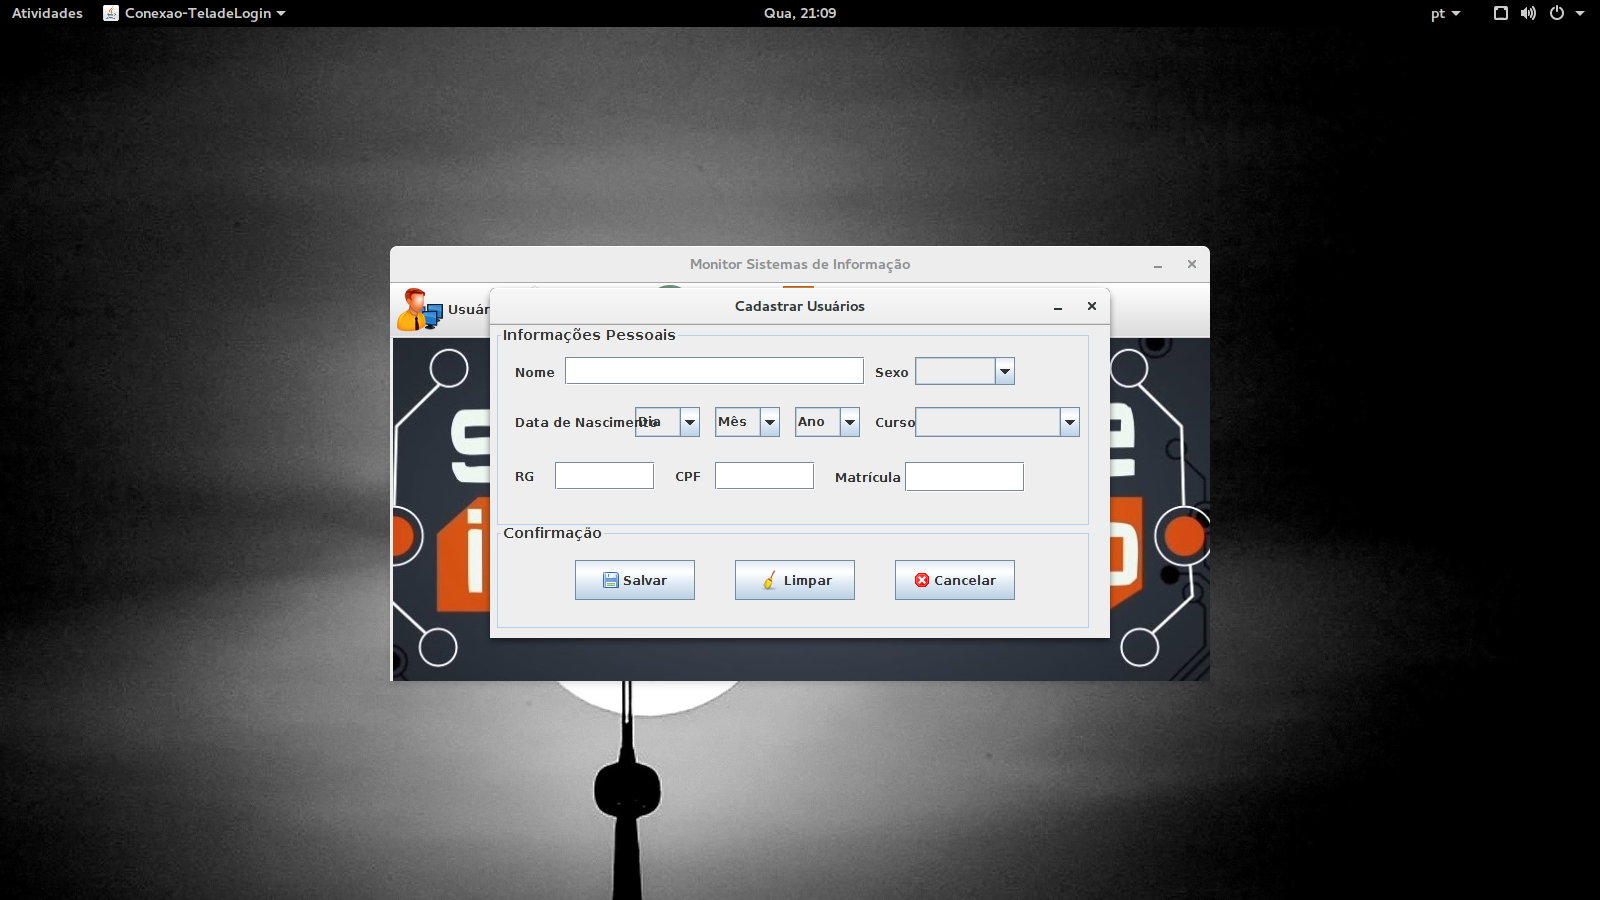 Atividades Conexao-TeladeLogin Qua, 21:09 pt
Monitor Sistemas de Informação
Usuár
Cadastrar Usuários
Informações Pessoais
Nome Sexo
Data de Nascimento Dia Mês Ano Curso
RG CPF Matrícula
Confirmação
Salvar Limpar Cancelar